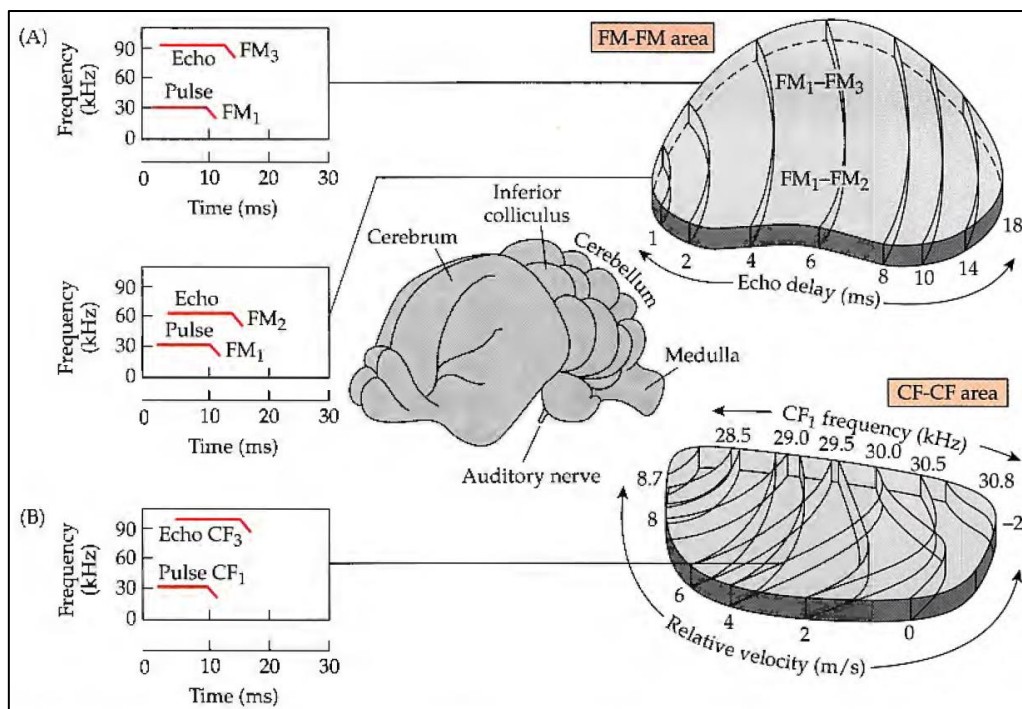 (A)
Frequency
(kHz)
90
60
30
0
Echo
FM3
Pulse
FM1
0 10 20 30
Time (ms)
FM-FM area
FM1–FM3
FM1–FM2
1 2 4 6 8 10 14 18
Echo delay (ms)
Inferior
colliculus
Cerebrum
Cerebellum
Medulla
Auditory nerve
Frequency
(kHz)
90
60
30
0
Echo
FM2
Pulse
FM1
0 10 20 30
Time (ms)
CF-CF area
CF1 frequency (kHz)
28.5 29.0 29.5 30.0 30.5 30.8
8.7
8
6
4
2
0
–2
Relative velocity (m/s)
(B)
Frequency
(kHz)
90
60
30
0
Echo CF3
Pulse CF1
0 10 20 30
Time (ms)